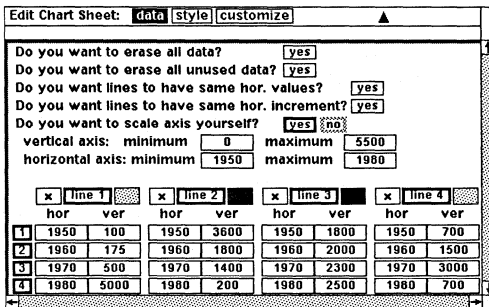 Edit Chart Sheet: data style customize
Do you want to erase all data? yes
Do you want to erase all unused data? yes
Do you want lines to have same hor. values? yes
Do you want lines to have same hor. increment? yes
Do you want to scale axis yourself? yes no
vertical axis: minimum 0 maximum 5500
horizontal axis: minimum 1950 maximum 1980
x line 1 x line 2 x line 3 x line 4
hor ver hor ver hor ver hor ver
1 1950 100 1950 3600 1950 1800 1950 700
2 1960 175 1960 1800 1960 2000 1960 1500
3 1970 500 1970 1400 1970 2300 1970 3000
4 1980 5000 1980 200 1980 2500 1980 700